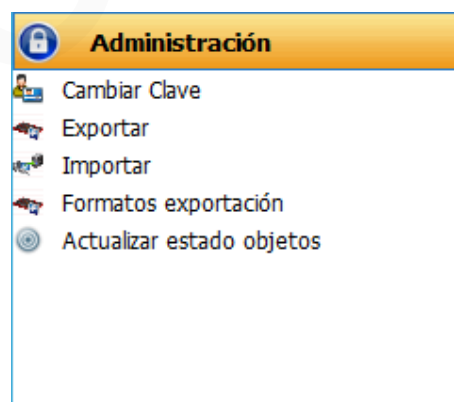 Administración
Cambiar Clave
Exportar
Importar
Formatos exportación
Actualizar estado objetos